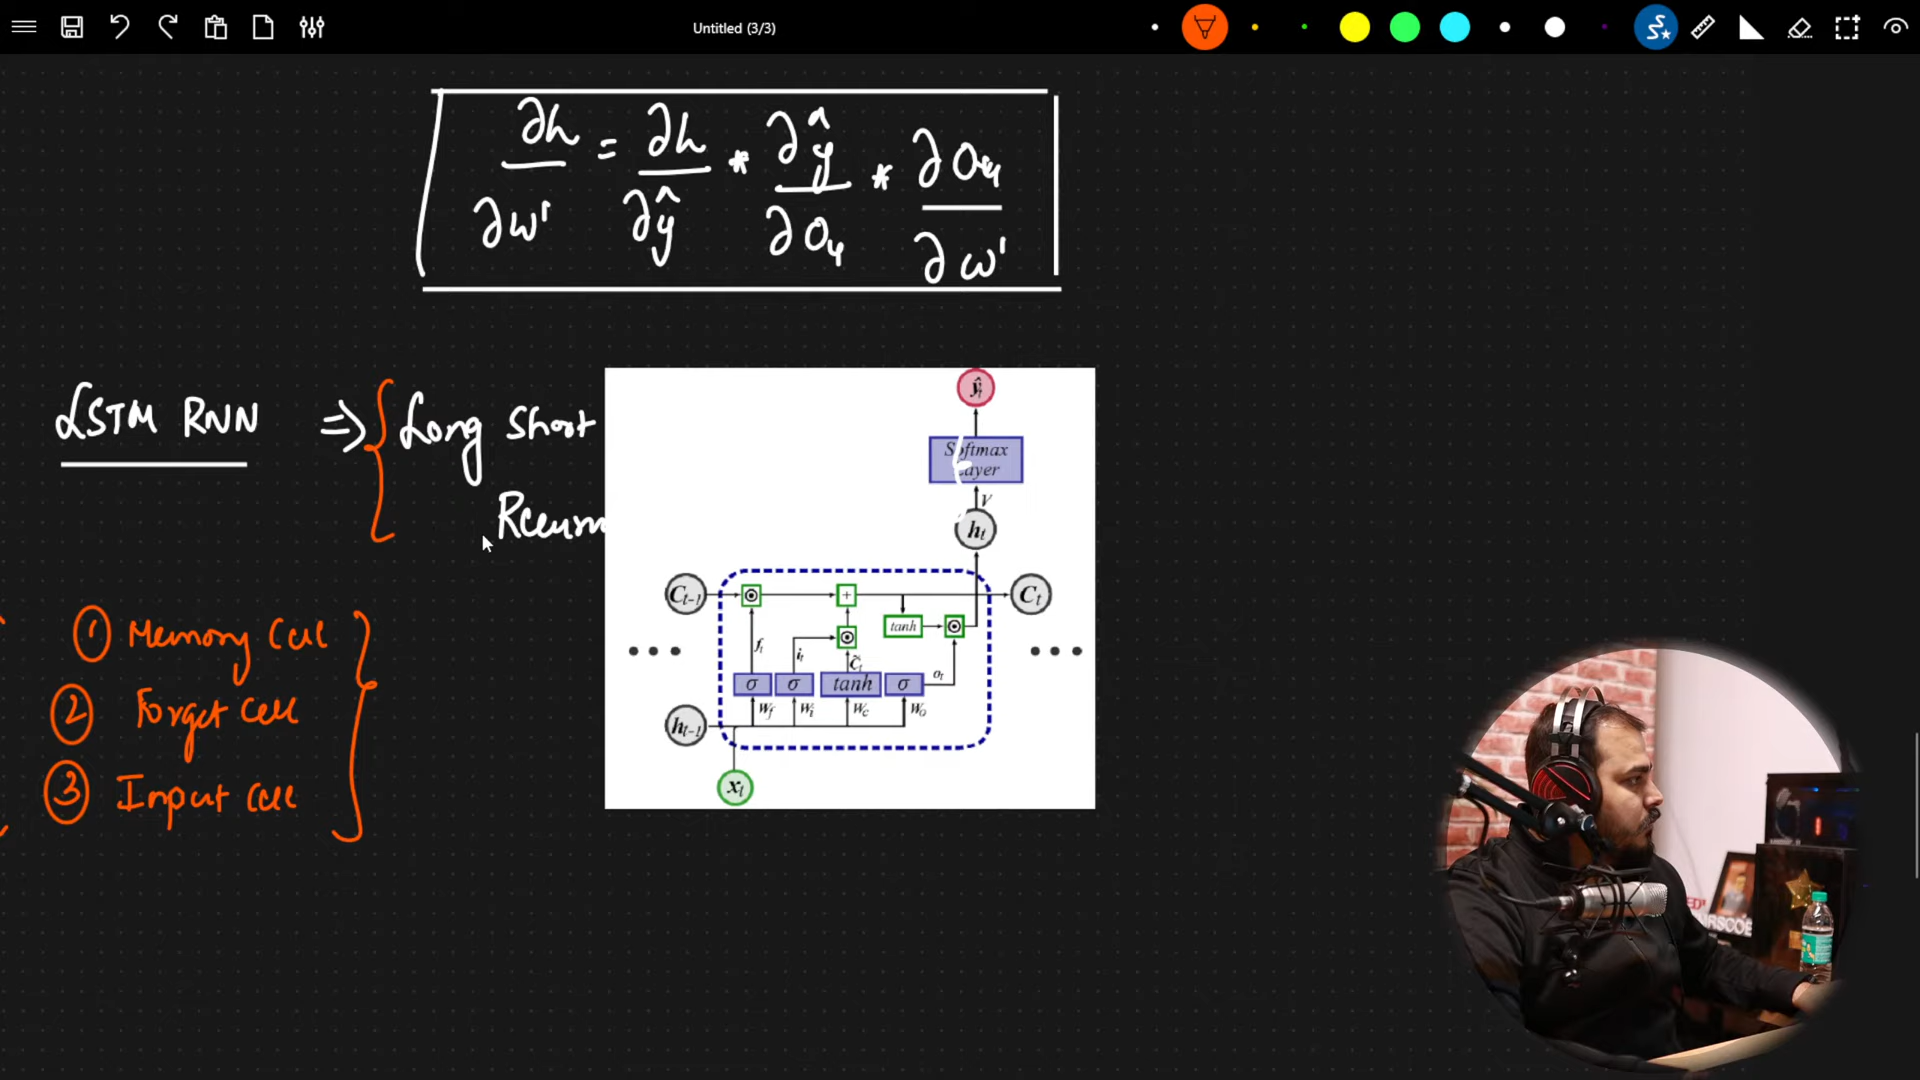 Untitled (3/3)
∂h = ∂h * ∂ŷ * ∂O₄
∂w' ∂ŷ ∂O₄ ∂w'
LSTM RNN ⇒ { Long Short
ŷt
Softmax
Layer
V
ht
Ct-1 + Ct
tanh
ft it C̃t ot
σ σ tanh σ
Wf Wi Wc Wo
ht-1
xt
① Memory Cell
② Forget Cell
③ Input Cell